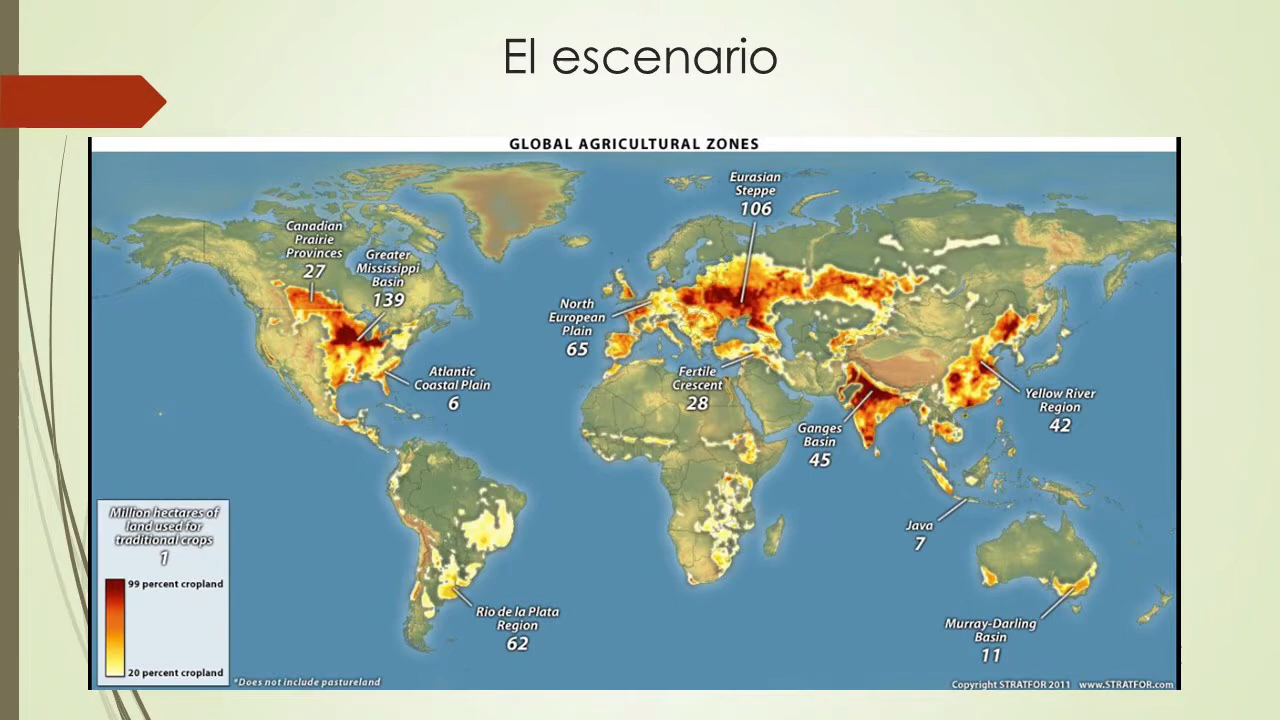 El escenario
GLOBAL AGRICULTURAL ZONES
Eurasian
Steppe
106
Canadian
Prairie
Provinces
27
Greater
Mississippi
Basin
139
North
European
Plain
65
Atlantic
Coastal Plain
6
Fertile
Crescent
28
Yellow River
Region
42
Ganges
Basin
45
Java
7
Rio de la Plata
Region
62
Murray-Darling
Basin
11
Million hectares of
land used for
traditional crops
1
99 percent cropland
20 percent cropland
*Does not include pastureland
Copyright STRATFOR 2011 www.STRATFOR.com